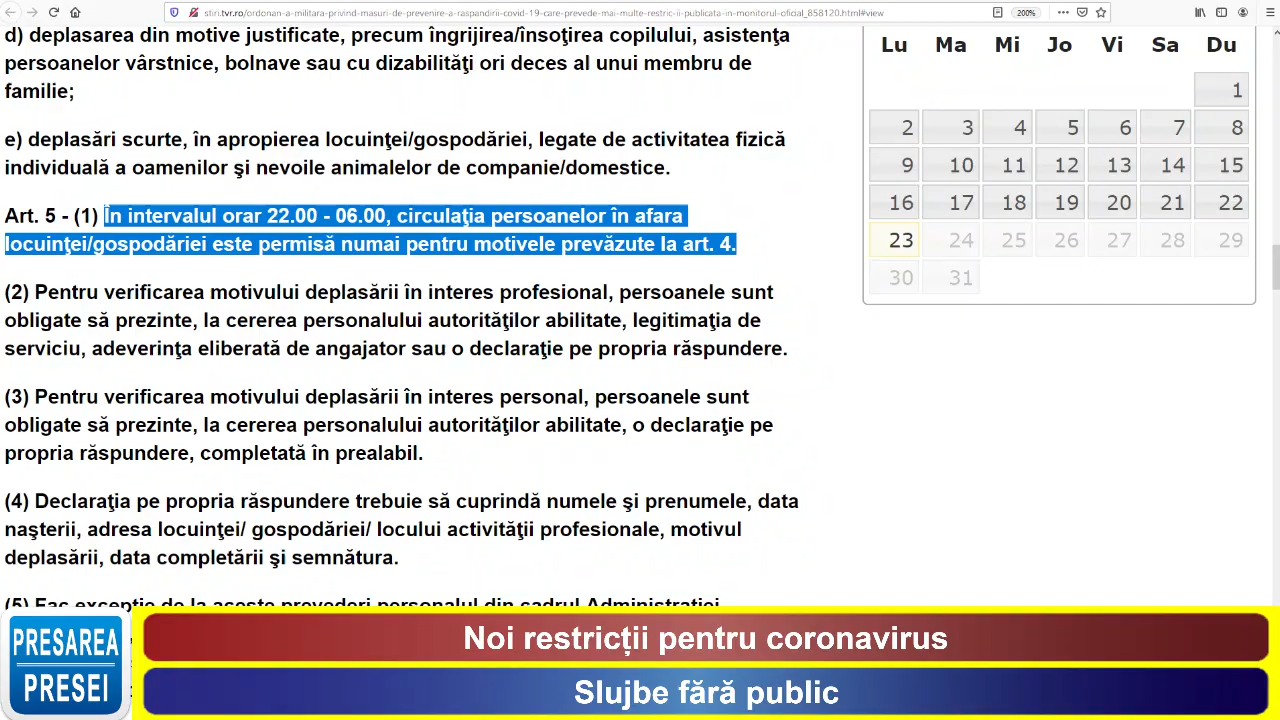 stiri.tvr.ro/ordonan-a-militara-privind-masuri-de-prevenire-a-raspandirii-covid-19-care-prevede-mai-multe-restric-ii-publicata-in-monitorul-oficial_858120.html#view
200%
d) deplasarea din motive justificate, precum îngrijirea/însoţirea copilului, asistenţa
persoanelor vârstnice, bolnave sau cu dizabilităţi ori deces al unui membru de
familie;
e) deplasări scurte, în apropierea locuinţei/gospodăriei, legate de activitatea fizică
individuală a oamenilor şi nevoile animalelor de companie/domestice.
Art. 5 - (1) În intervalul orar 22.00 - 06.00, circulaţia persoanelor în afara
locuinţei/gospodăriei este permisă numai pentru motivele prevăzute la art. 4.
(2) Pentru verificarea motivului deplasării în interes profesional, persoanele sunt
obligate să prezinte, la cererea personalului autorităţilor abilitate, legitimaţia de
serviciu, adeverinţa eliberată de angajator sau o declaraţie pe propria răspundere.
(3) Pentru verificarea motivului deplasării în interes personal, persoanele sunt
obligate să prezinte, la cererea personalului autorităţilor abilitate, o declaraţie pe
propria răspundere, completată în prealabil.
(4) Declaraţia pe propria răspundere trebuie să cuprindă numele şi prenumele, data
naşterii, adresa locuinţei/ gospodăriei/ locului activităţii profesionale, motivul
deplasării, data completării şi semnătura.
(5) Fac excepţie de la aceste prevederi personalul din cadrul Administraţiei
Lu Ma Mi Jo Vi Sa Du
1
2 3 4 5 6 7 8
9 10 11 12 13 14 15
16 17 18 19 20 21 22
23 24 25 26 27 28 29
30 31
PRESAREA
PRESEI
Noi restricții pentru coronavirus
Slujbe fără public